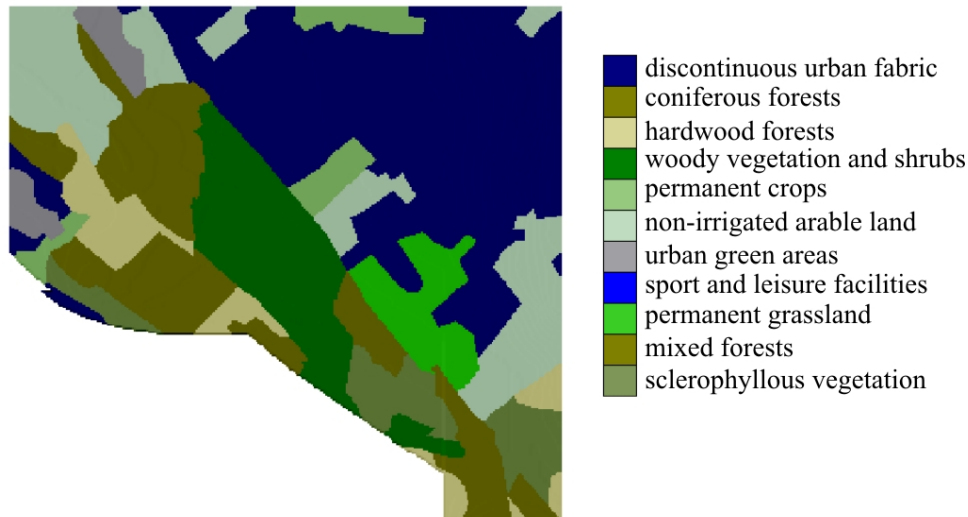 discontinuous urban fabric
coniferous forests
hardwood forests
woody vegetation and shrubs
permanent crops
non-irrigated arable land
urban green areas
sport and leisure facilities
permanent grassland
mixed forests
sclerophyllous vegetation